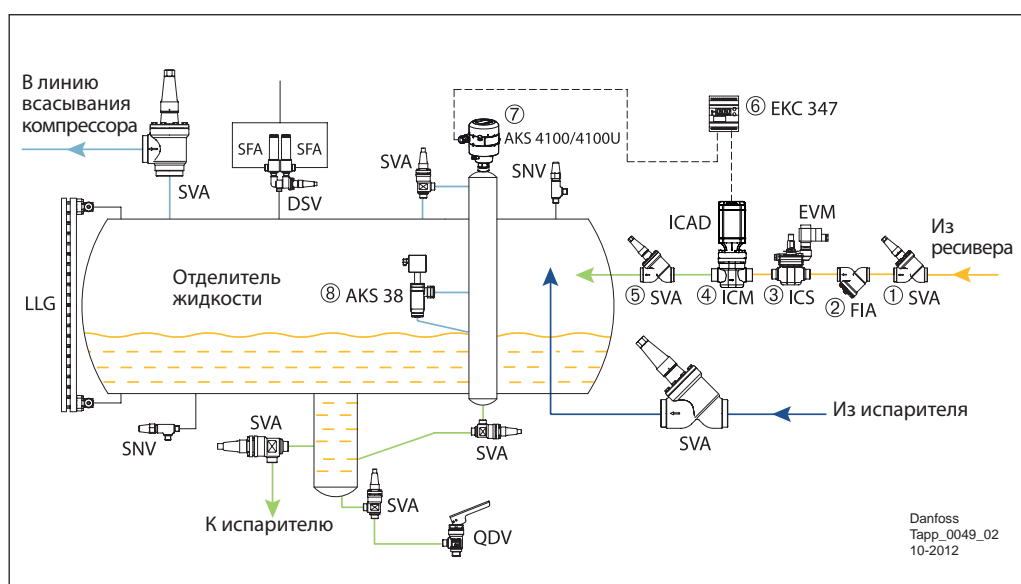 В линию
всасывания
компрессора
SVA
SFA
SFA
DSV
SVA
⑦
AKS 4100/4100U
SNV
⑥ EKC 347
ICAD
EVM
Из
ресивера
⑤ SVA
④ ICM
③ ICS
② FIA
① SVA
LLG
Отделитель
жидкости
⑧ AKS 38
SVA
Из испарителя
SNV
SVA
SVA
SVA
QDV
К испарителю
Danfoss
Tapp_0049_02
10-2012